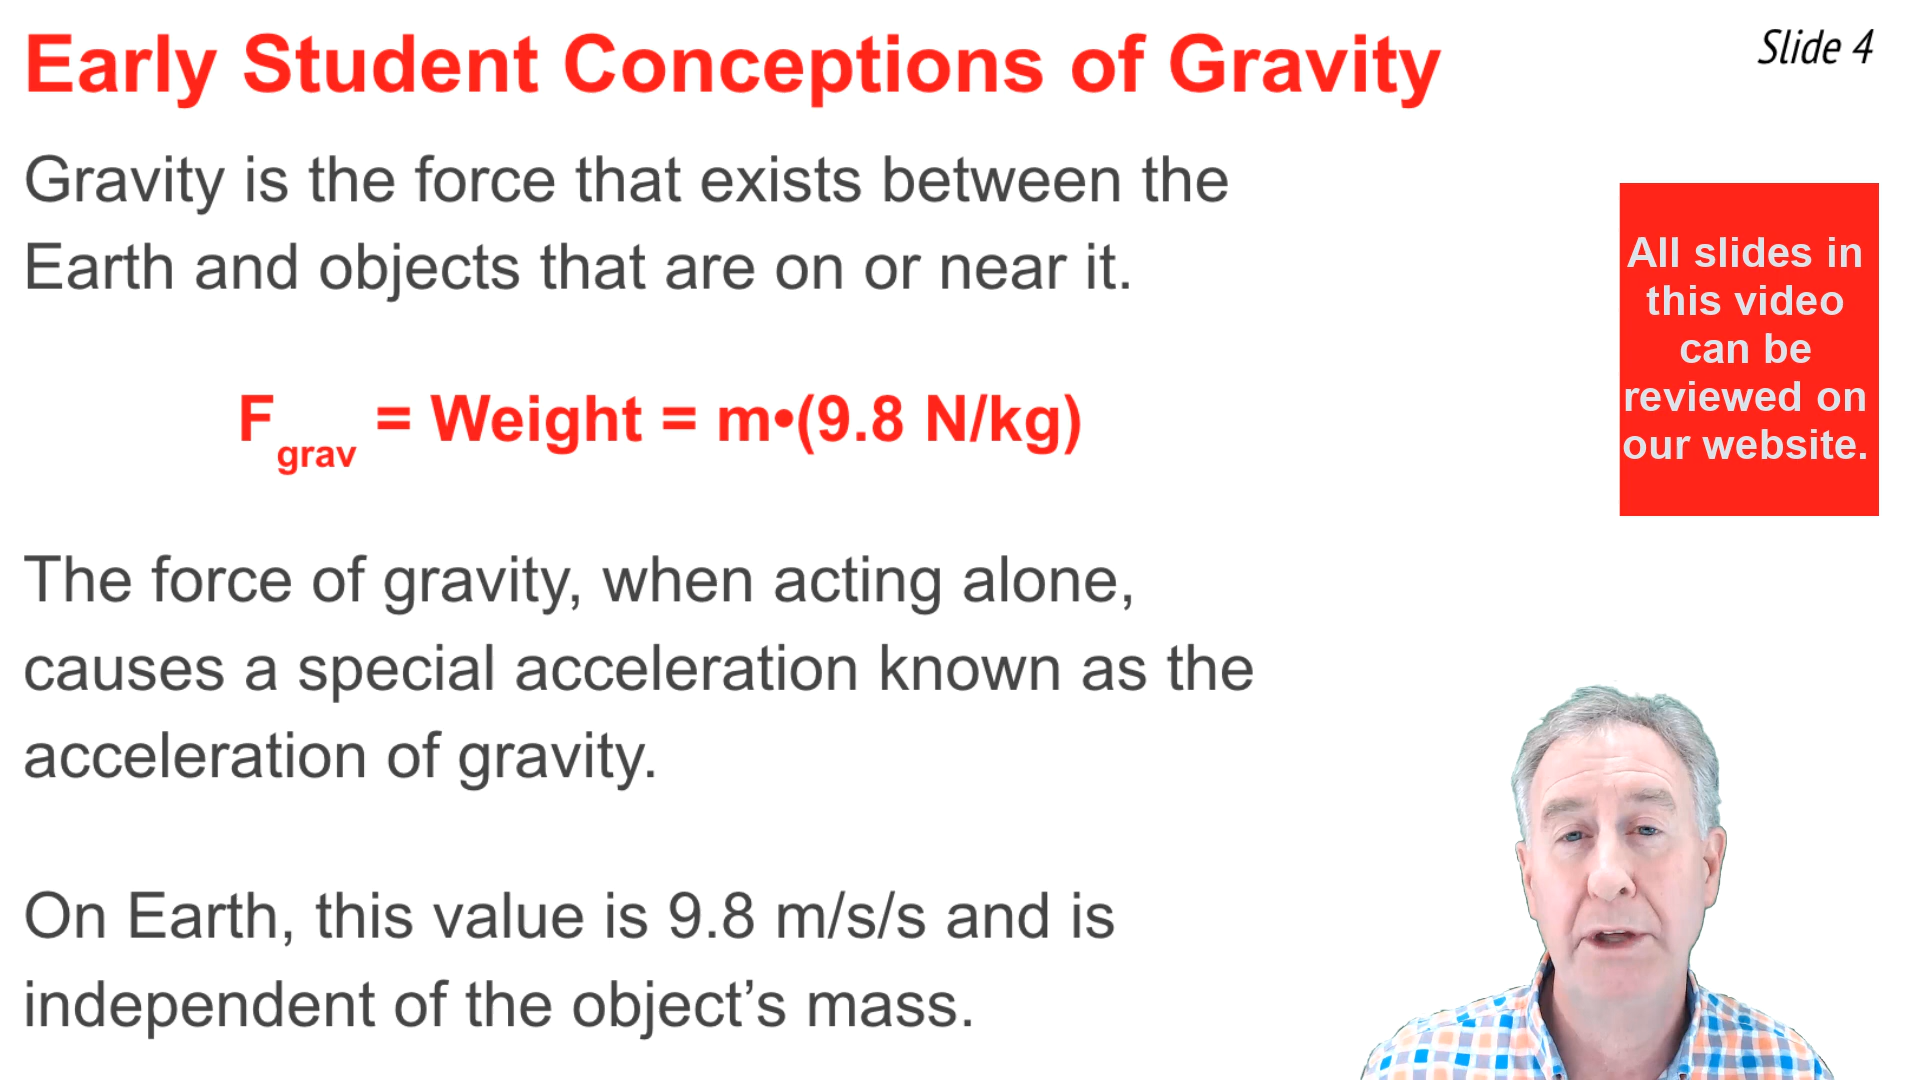 Early Student Conceptions of Gravity
Slide 4
Gravity is the force that exists between the
Earth and objects that are on or near it.
F grav = Weight = m•(9.8 N/kg)
The force of gravity, when acting alone,
causes a special acceleration known as the
acceleration of gravity.
On Earth, this value is 9.8 m/s/s and is
independent of the object’s mass.
All slides in
this video
can be
reviewed on
our website.